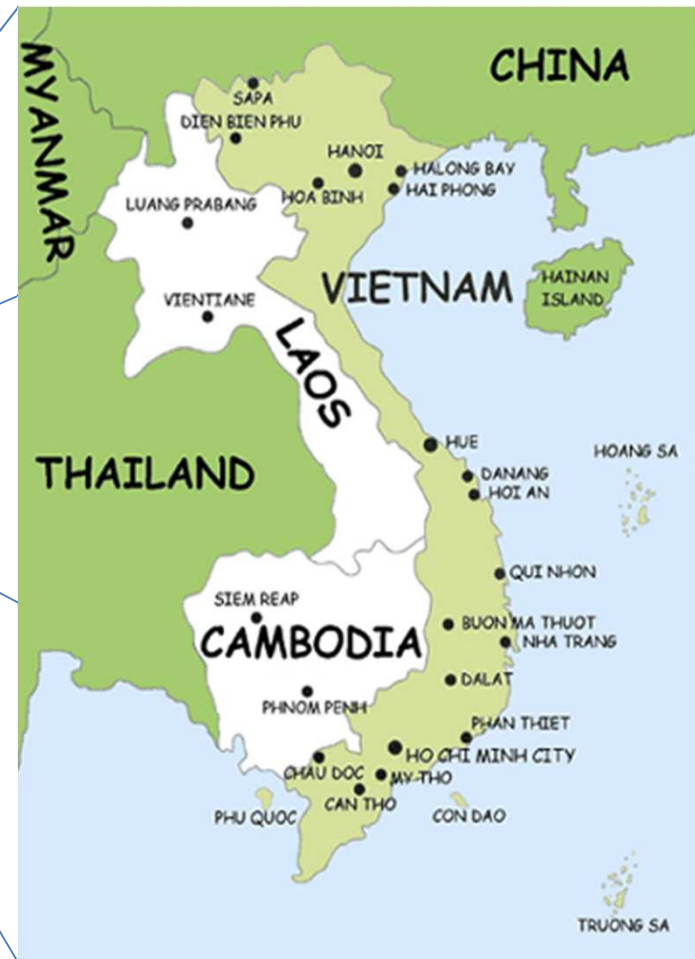 MYANMAR
CHINA
SAPA
DIEN BIEN PHU
HANOI
HALONG BAY
HOA BINH
HAI PHONG
LUANG PRABANG
VIETNAM
HAINAN
ISLAND
VIENTIANE
LAOS
HUE
HOANG SA
THAILAND
DANANG
HOI AN
QUI NHON
SIEM REAP
BUON MA THUOT
CAMBODIA
NHA TRANG
DALAT
PHNOM PENH
PHAN THIET
HO CHI MINH CITY
CHAU DOC
MY THO
CAN THO
PHU QUOC
CON DAO
TRUONG SA